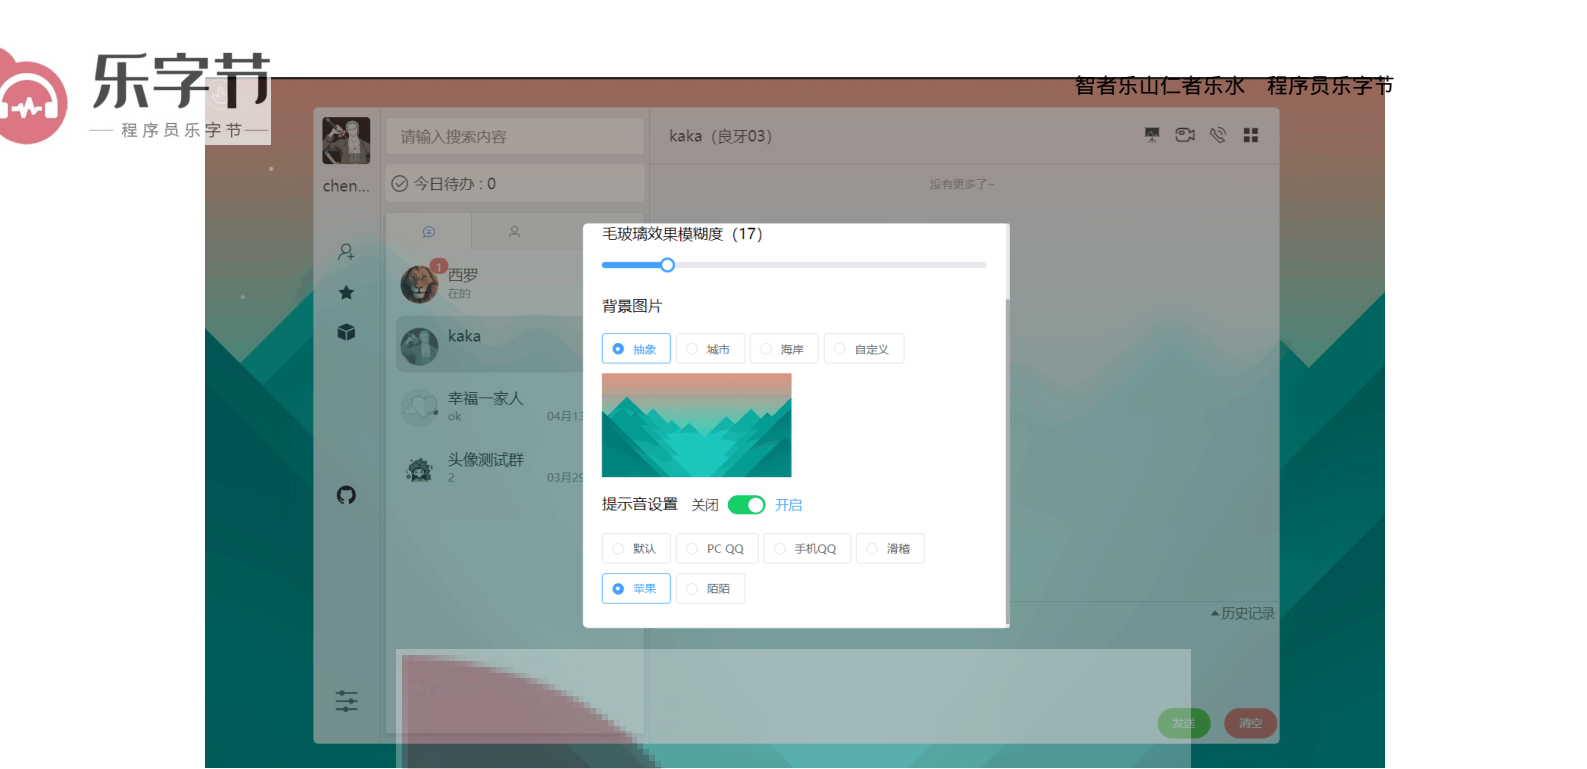 乐字节
程序员乐字节
智者乐山仁者乐水 程序员乐字节
请输入搜索内容
kaka（良牙03）
chen...
今日待办 : 0
没有更多了~
1
西罗
在的
kaka
幸福一家人
ok
04月13
头像测试群
2
03月29
毛玻璃效果模糊度（17）
背景图片
抽象 城市 海岸 自定义
提示音设置 关闭 开启
默认 PC QQ 手机QQ 滑稽
苹果 陌陌
历史记录
发送 清空